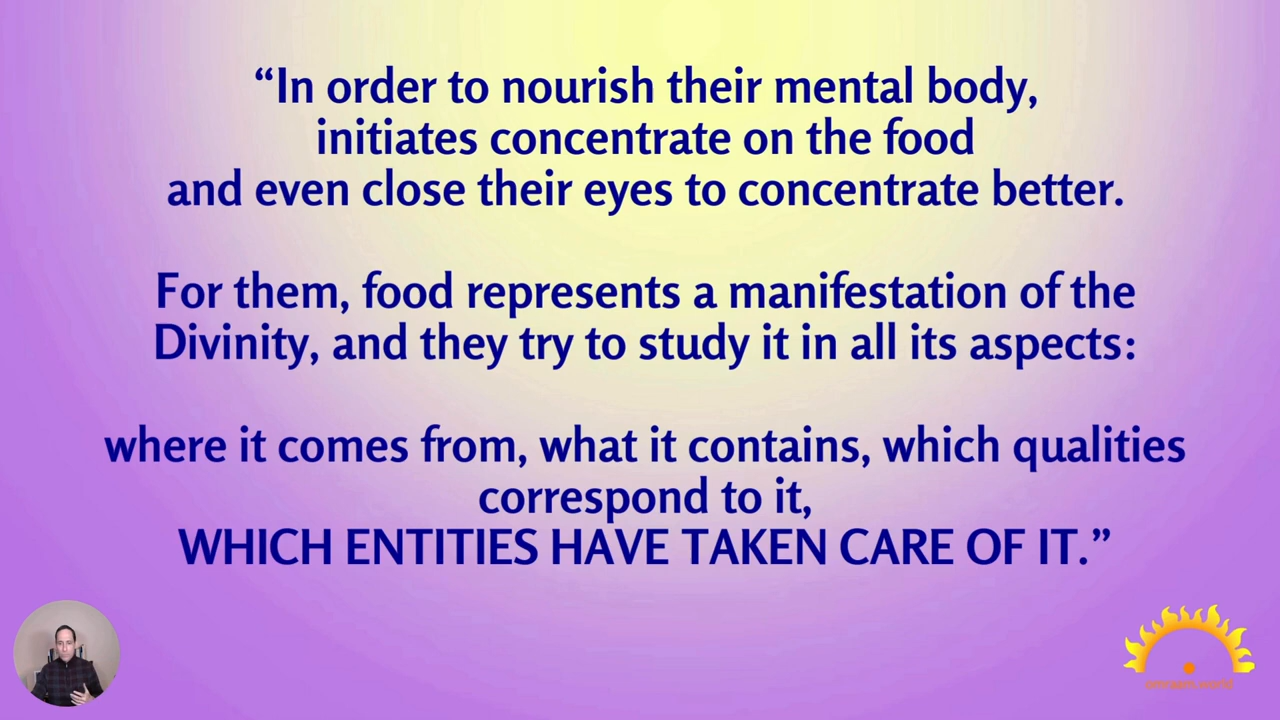 “In order to nourish their mental body,
initiates concentrate on the food
and even close their eyes to concentrate better.
For them, food represents a manifestation of the
Divinity, and they try to study it in all its aspects:
where it comes from, what it contains, which qualities
correspond to it,
WHICH ENTITIES HAVE TAKEN CARE OF IT.”